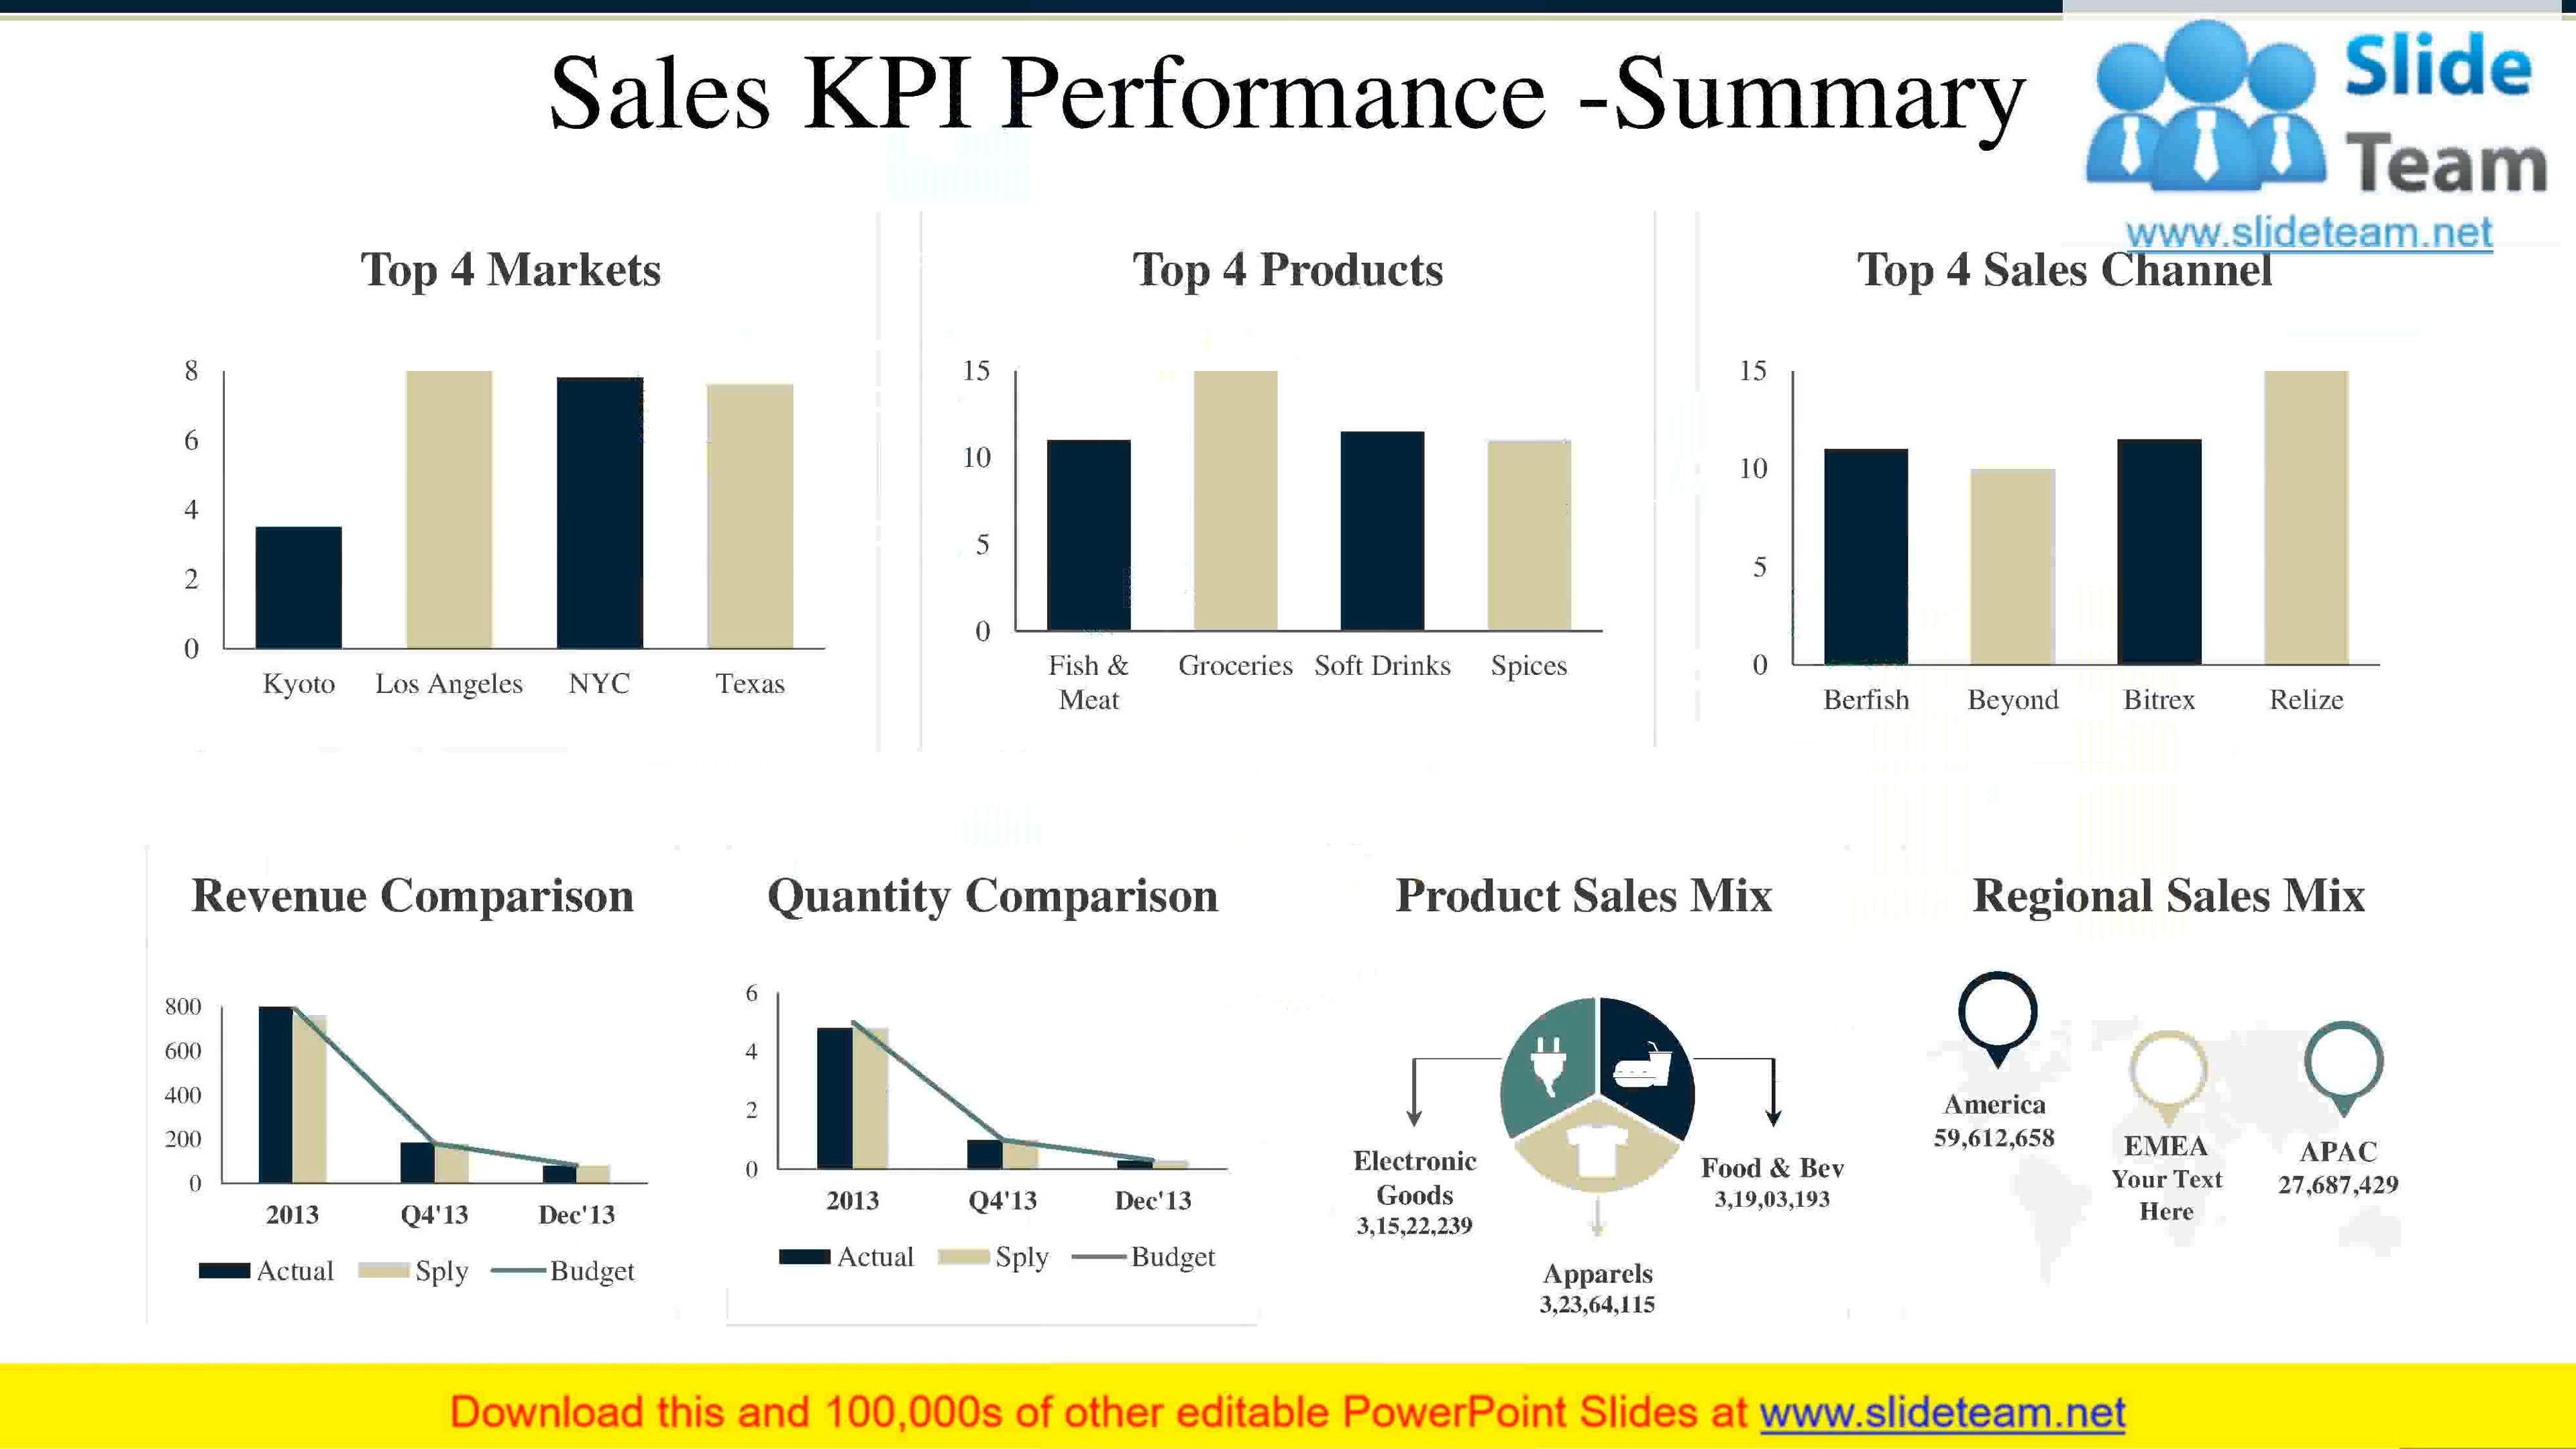 Sales KPI Performance -Summary
Slide
Team
www.slideteam.net
Top 4 Markets
8
6
4
2
0
Kyoto Los Angeles NYC Texas
Top 4 Products
15
10
5
0
Fish & Groceries Soft Drinks Spices
Meat
Top 4 Sales Channel
15
10
5
0
Berfish Beyond Bitrex Relize
Revenue Comparison
800
600
400
200
0
2013 Q4'13 Dec'13
Actual Sply Budget
Quantity Comparison
6
4
2
0
2013 Q4'13 Dec'13
Actual Sply Budget
Product Sales Mix
Electronic
Goods
3,15,22,239
Apparels
3,23,64,115
Food & Bev
3,19,03,193
Regional Sales Mix
America
59,612,658
EMEA
Your Text
Here
APAC
27,687,429
Download this and 100,000s of other editable PowerPoint Slides at www.slideteam.net